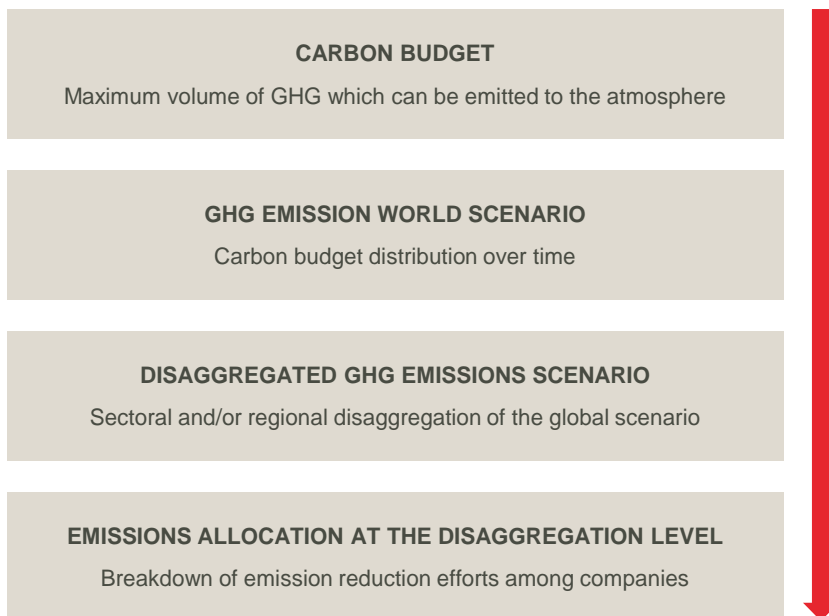 CARBON BUDGET
Maximum volume of GHG which can be emitted to the atmosphere
GHG EMISSION WORLD SCENARIO
Carbon budget distribution over time
DISAGGREGATED GHG EMISSIONS SCENARIO
Sectoral and/or regional disaggregation of the global scenario
EMISSIONS ALLOCATION AT THE DISAGGREGATION LEVEL
Breakdown of emission reduction efforts among companies